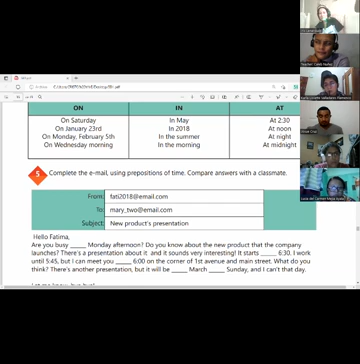 ON IN AT
On Saturday In May At 2:30
On January 23rd In 2018 At noon
On Monday, February 5th In the summer At night
On Wednesday morning In the morning At midnight
5 Complete the e-mail, using prepositions of time. Compare answers with a classmate.
From: fati2018@email.com
To: mary_two@email.com
Subject: New product's presentation
Hello Fatima,
Are you busy _____ Monday afternoon? Do you know about the new product that the company
launches? There's a presentation about it and it sounds very interesting! It starts _____ 6:30. I work
until 5:45, but I can meet you _____ 6:00 on the corner of 1st avenue and main street. What do you
think? There's another presentation, but it will be _____ March _____ Sunday, and I can't that day.